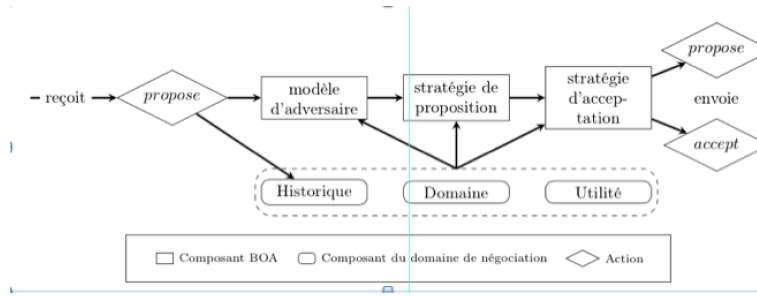 reçoit
propose
modèle
d'adversaire
stratégie de
proposition
stratégie
d'accep-
tation
propose
envoie
accept
Historique
Domaine
Utilité
Composant BOA
Composant du domaine de négociation
Action